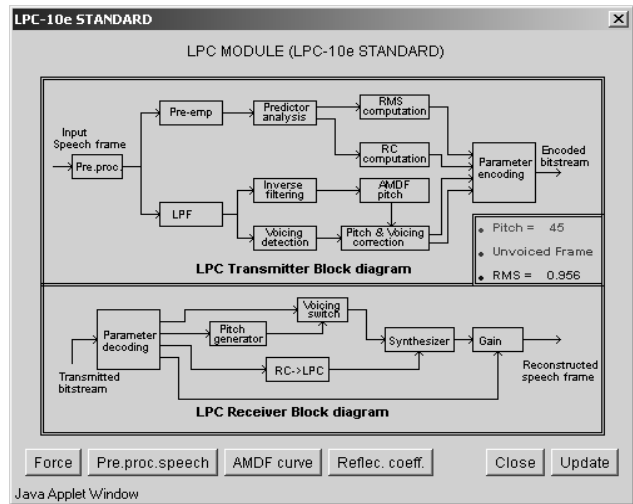 LPC-10e STANDARD
LPC MODULE (LPC-10e STANDARD)
Input
Speech frame
Pre.proc.
Pre-emp
Predictor
analysis
RMS
computation
RC
computation
LPF
Inverse
filtering
AMDF
pitch
Voicing
detection
Pitch & Voicing
correction
Parameter
encoding
Encoded
bitstream
Pitch = 45
Unvoiced Frame
RMS = 0.956
LPC Transmitter Block diagram
Transmitted
bitstream
Parameter
decoding
Pitch
generator
Voicing
switch
RC->LPC
Synthesizer
Gain
Reconstructed
speech frame
LPC Receiver Block diagram
Force
Pre.proc.speech
AMDF curve
Reflec. coeff.
Close
Update
Java Applet Window